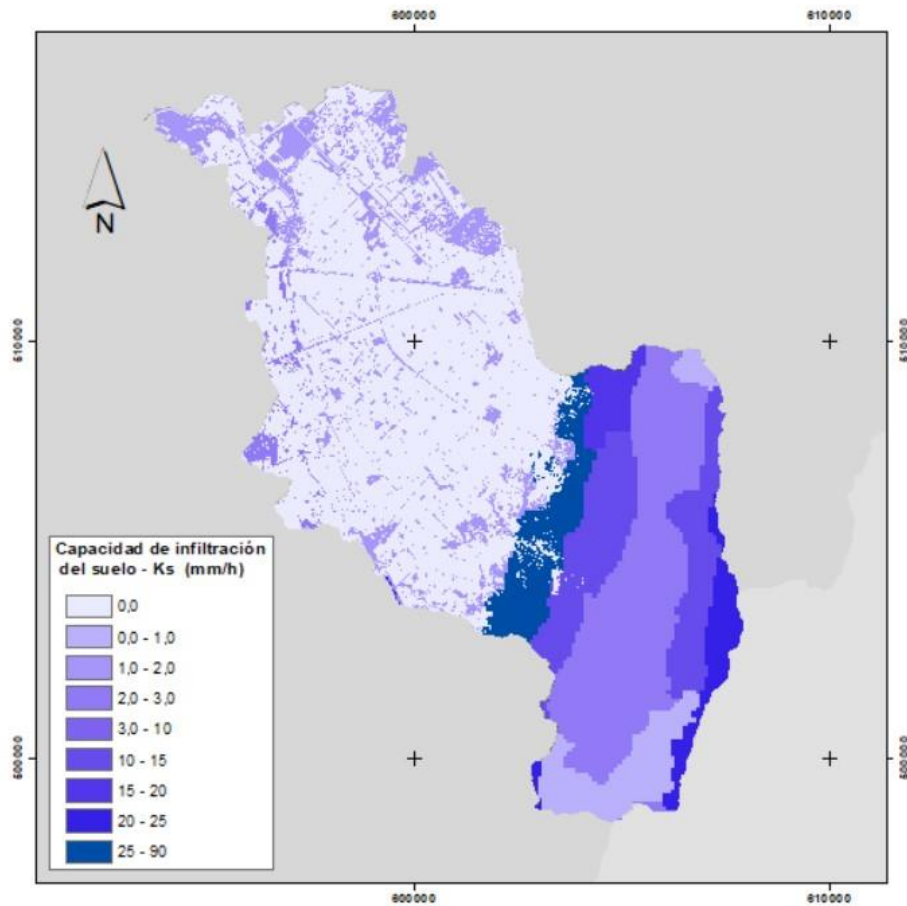 600000
610000
N
610000
610000
Capacidad de infiltración
del suelo - Ks (mm/h)
0,0
0,0 - 1,0
1,0 - 2,0
2,0 - 3,0
3,0 - 10
10 - 15
15 - 20
20 - 25
25 - 90
600000
600000
600000
610000